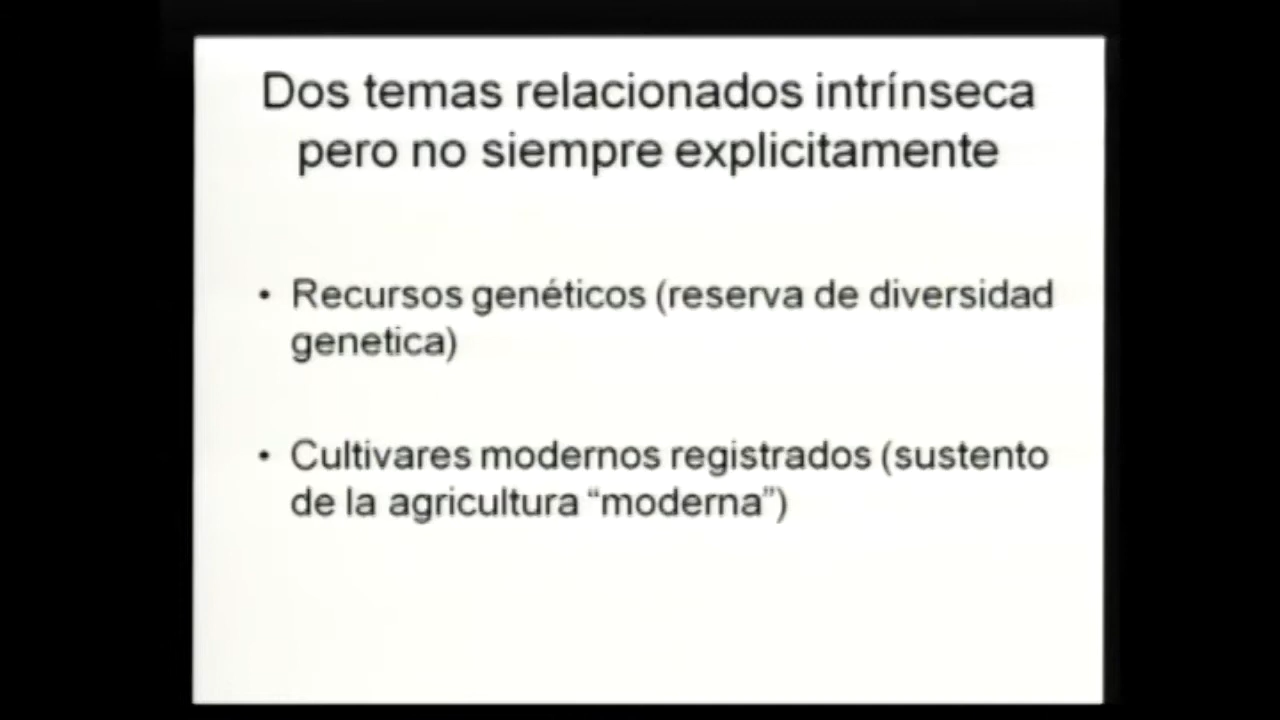 Dos temas relacionados intrínseca
pero no siempre explicitamente
• Recursos genéticos (reserva de diversidad
genetica)
• Cultivares modernos registrados (sustento
de la agricultura “moderna”)